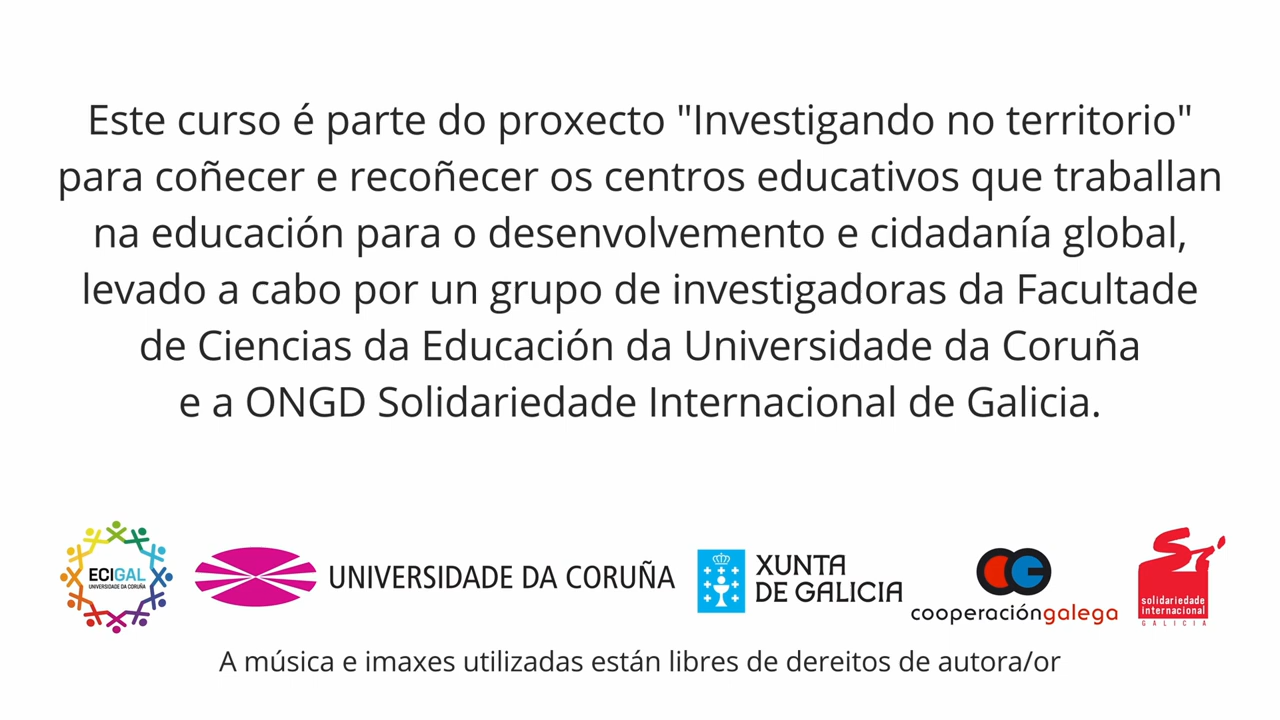 Este curso é parte do proxecto "Investigando no territorio"
para coñecer e recoñecer os centros educativos que traballan
na educación para o desenvolvemento e cidadanía global,
levado a cabo por un grupo de investigadoras da Facultade
de Ciencias da Educación da Universidade da Coruña
e a ONGD Solidariedade Internacional de Galicia.
ECIGAL
UNIVERSIDADE DA CORUÑA
UNIVERSIDADE DA CORUÑA
XUNTA
DE GALICIA
cooperacióngalega
Si
solidariedade
internacional
GALICIA
A música e imaxes utilizadas están libres de dereitos de autora/or